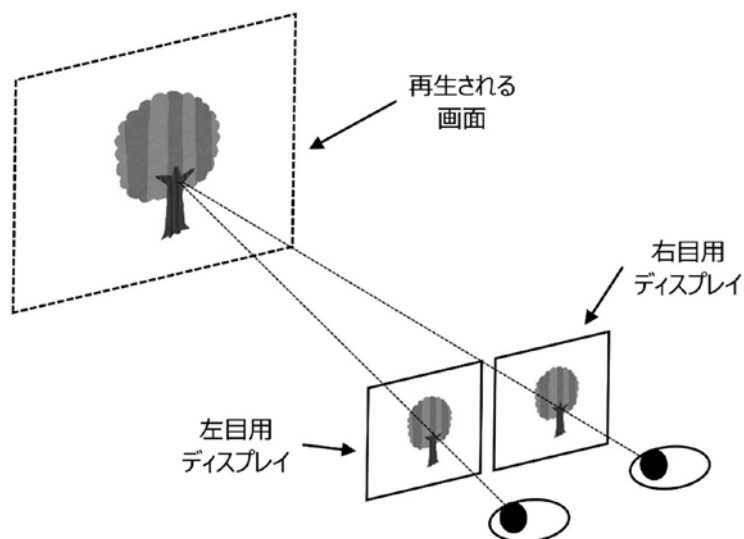 再生される
画面
右目用
ディスプレイ
左目用
ディスプレイ